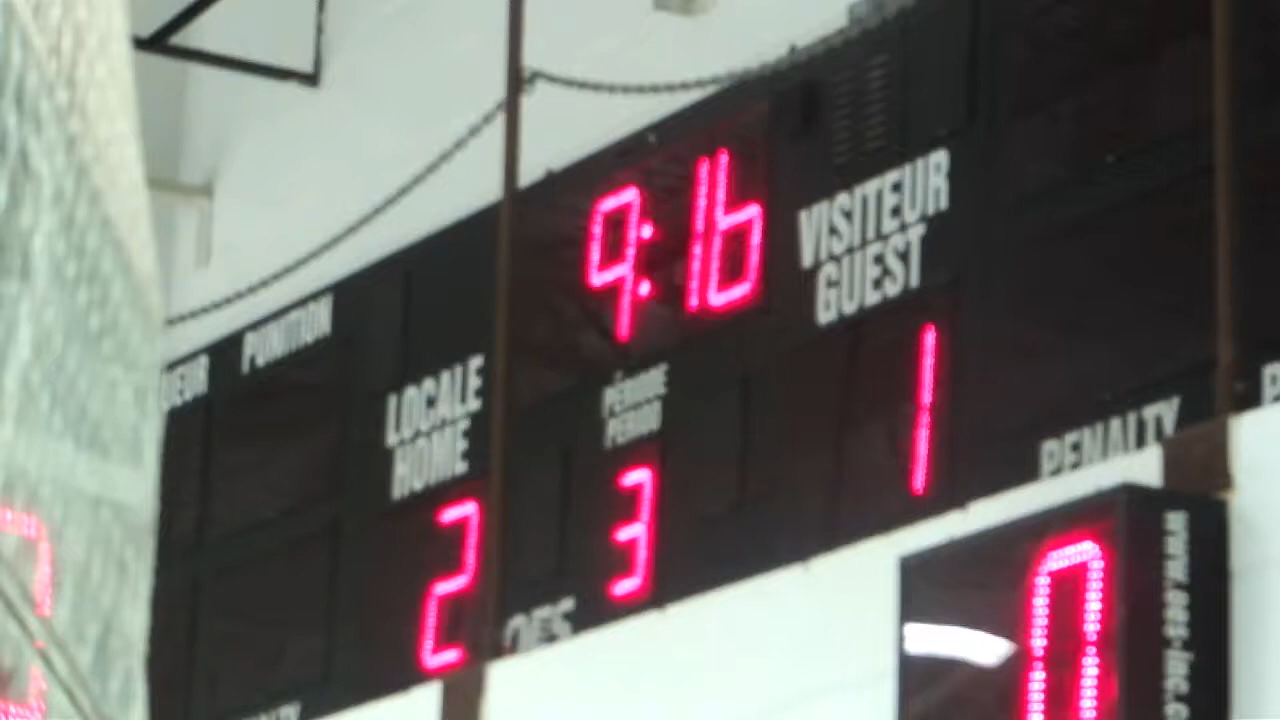 9:16
VISITEUR
GUEST
PUNITION
LOCALE
HOME
PÉRIODE
PERIOD
1
2
3
PENALTY
0